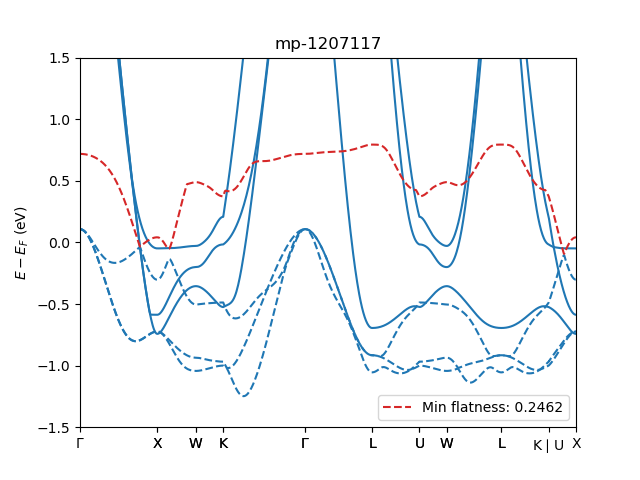 mp-1207117
1.5
1.0
0.5
0.0
−0.5
−1.0
−1.5
E − E_F (eV)
Min flatness: 0.2462
Γ X W K Γ L U W L K | U X